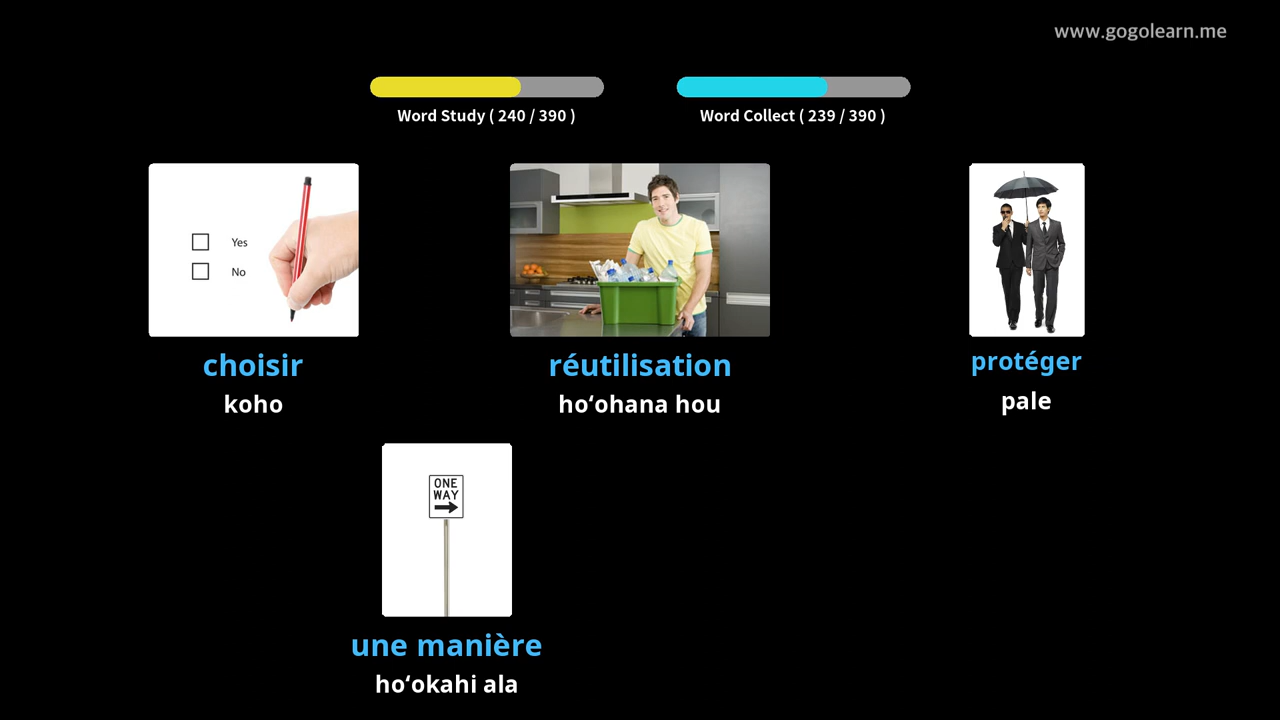 www.gogolearn.me
Word Study ( 240 / 390 )
Word Collect ( 239 / 390 )
Yes
No
choisir
koho
réutilisation
hoʻohana hou
protéger
pale
ONE
WAY
une manière
hoʻokahi ala